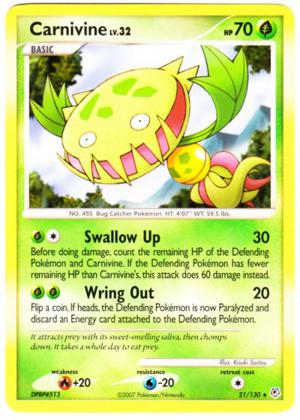 Carnivine LV.32 HP 70
BASIC
NO. 455 Bug Catcher Pokémon HT. 4'07" WT. 59.5 lbs.
Swallow Up 30
Before doing damage, count the remaining HP of the Defending
Pokémon and Carnivine. If the Defending Pokémon has fewer
remaining HP than Carnivine's, this attack does 60 damage instead.
Wring Out 20
Flip a coin. If heads, the Defending Pokémon is now Paralyzed and
discard an Energy card attached to the Defending Pokémon.
It attracts prey with its sweet-smelling saliva, then chomps
down. It takes a whole day to eat prey.
Illus. Kouki Saitou
weakness resistance retreat cost
+20 -20
DPBP#513 ©2007 Pokémon/Nintendo 21/130